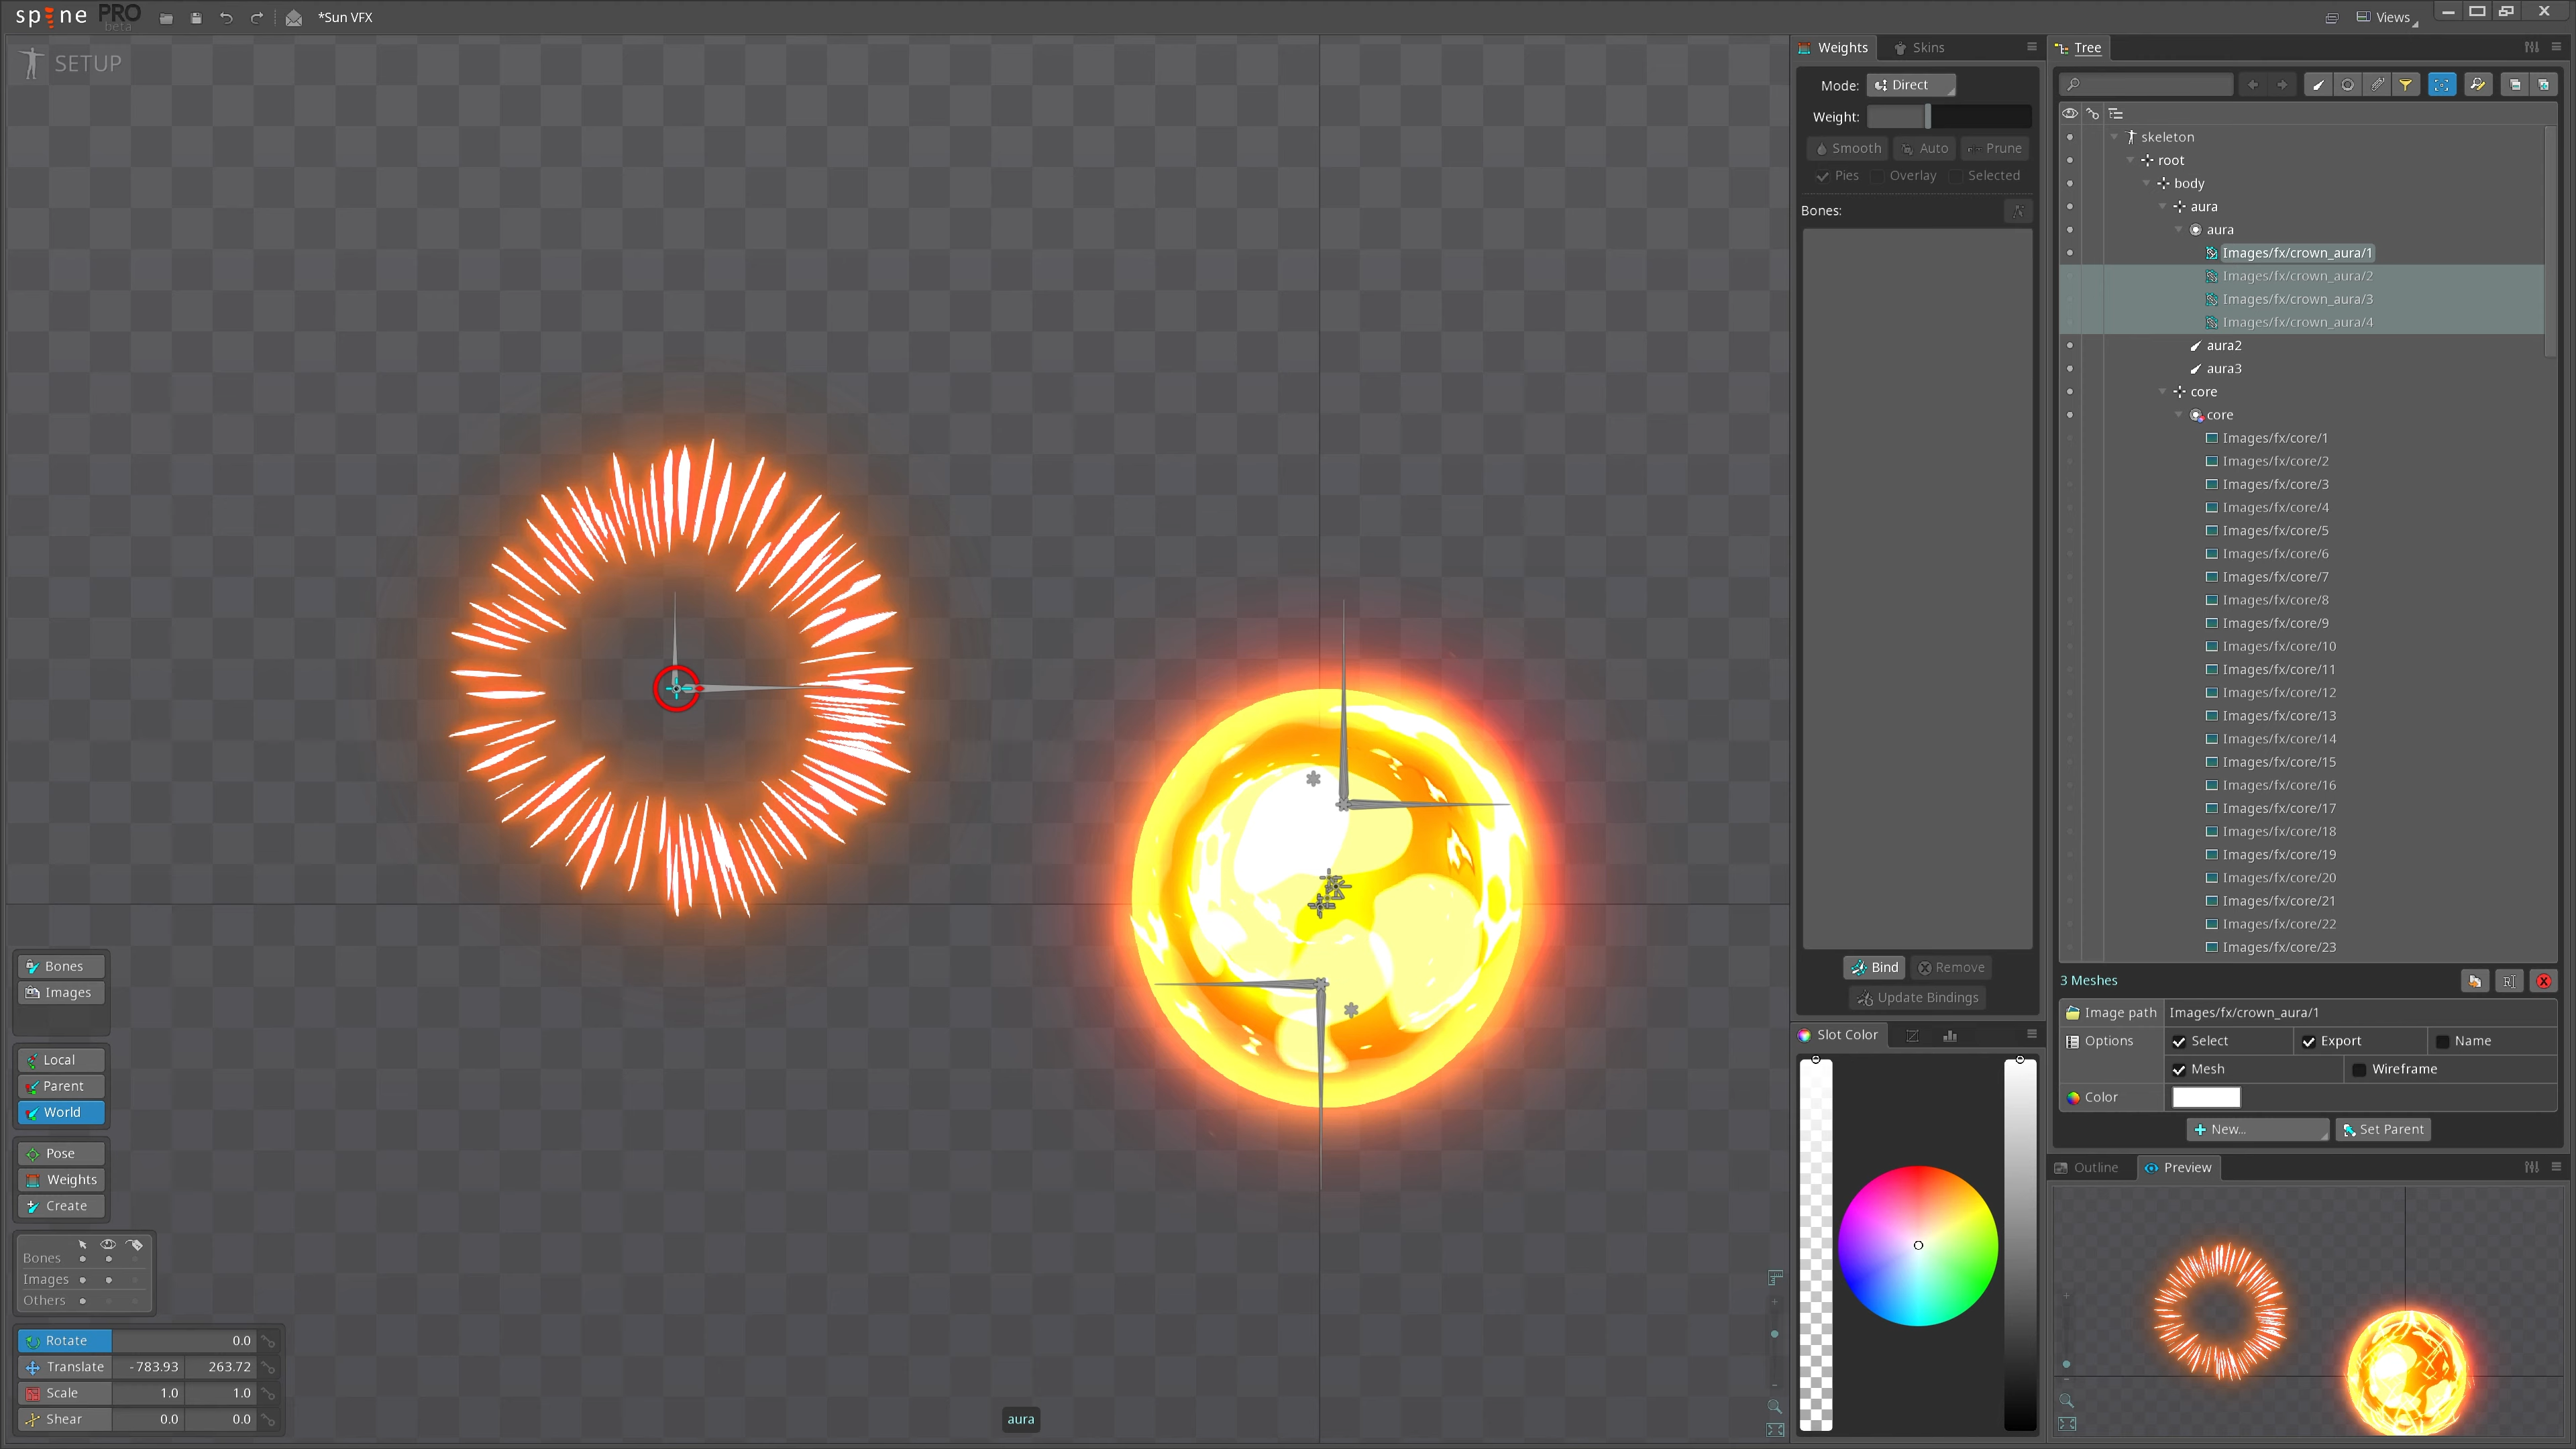 spine PRO beta
*Sun VFX
Views
SETUP
Weights
Skins
Mode:
Direct
Weight:
Smooth
Auto
Prune
Pies
Overlay
Selected
Bones:
Bind
Remove
Update Bindings
Slot Color
Tree
skeleton
root
body
aura
aura
Images/fx/crown_aura/1
Images/fx/crown_aura/2
Images/fx/crown_aura/3
Images/fx/crown_aura/4
aura2
aura3
core
core
Images/fx/core/1
Images/fx/core/2
Images/fx/core/3
Images/fx/core/4
Images/fx/core/5
Images/fx/core/6
Images/fx/core/7
Images/fx/core/8
Images/fx/core/9
Images/fx/core/10
Images/fx/core/11
Images/fx/core/12
Images/fx/core/13
Images/fx/core/14
Images/fx/core/15
Images/fx/core/16
Images/fx/core/17
Images/fx/core/18
Images/fx/core/19
Images/fx/core/20
Images/fx/core/21
Images/fx/core/22
Images/fx/core/23
3 Meshes
Image path
Images/fx/crown_aura/1
Options
Select
Export
Name
Mesh
Wireframe
Color
New...
Set Parent
Outline
Preview
Bones
Images
Local
Parent
World
Pose
Weights
Create
Bones
Images
Others
Rotate 0.0
Translate -783.93 263.72
Scale 1.0 1.0
Shear 0.0 0.0
aura